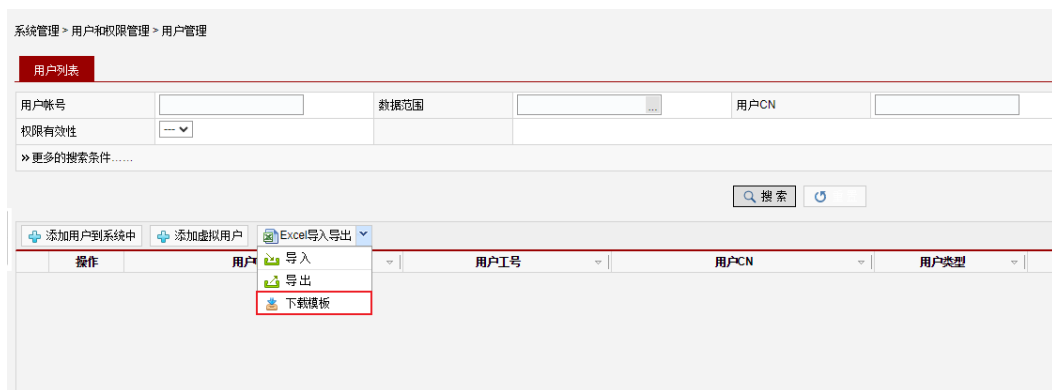 系统管理 > 用户和权限管理 > 用户管理
用户列表
用户帐号 数据范围 ... 用户CN
权限有效性 ---
»更多的搜索条件……
搜索
添加用户到系统中 添加虚拟用户 Excel导入导出
操作 用户 用户工号 用户CN 用户类型
导入
导出
下载模板